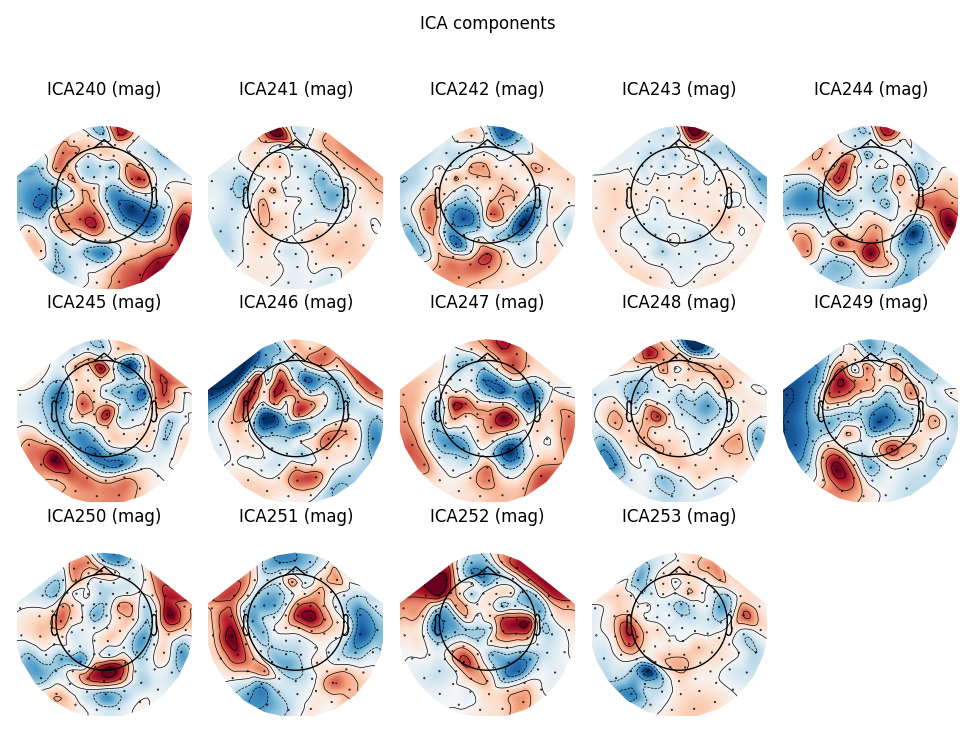 ICA components
ICA240 (mag) ICA241 (mag) ICA242 (mag) ICA243 (mag) ICA244 (mag)
ICA245 (mag) ICA246 (mag) ICA247 (mag) ICA248 (mag) ICA249 (mag)
ICA250 (mag) ICA251 (mag) ICA252 (mag) ICA253 (mag)